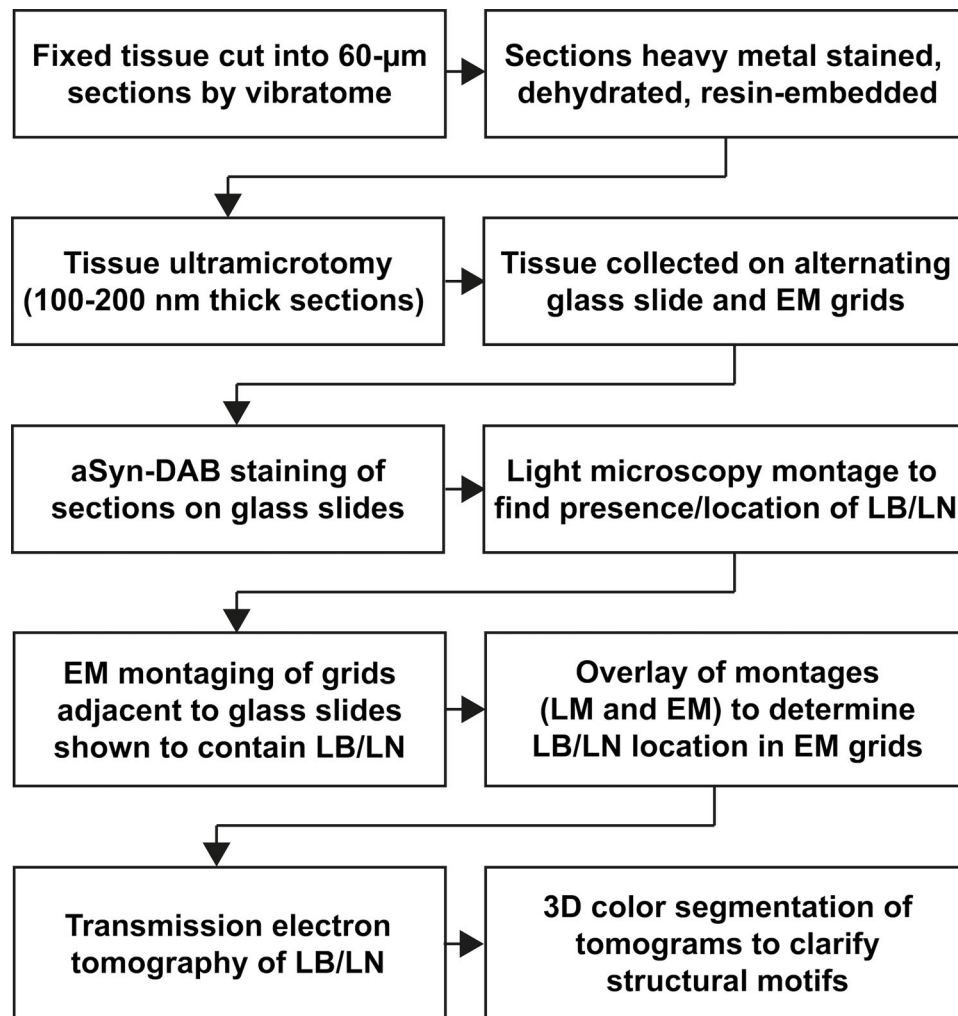 Fixed tissue cut into 60-µm
sections by vibratome
Sections heavy metal stained,
dehydrated, resin-embedded
Tissue ultramicrotomy
(100-200 nm thick sections)
Tissue collected on alternating
glass slide and EM grids
aSyn-DAB staining of
sections on glass slides
Light microscopy montage to
find presence/location of LB/LN
EM montaging of grids
adjacent to glass slides
shown to contain LB/LN
Overlay of montages
(LM and EM) to determine
LB/LN location in EM grids
Transmission electron
tomography of LB/LN
3D color segmentation of
tomograms to clarify
structural motifs